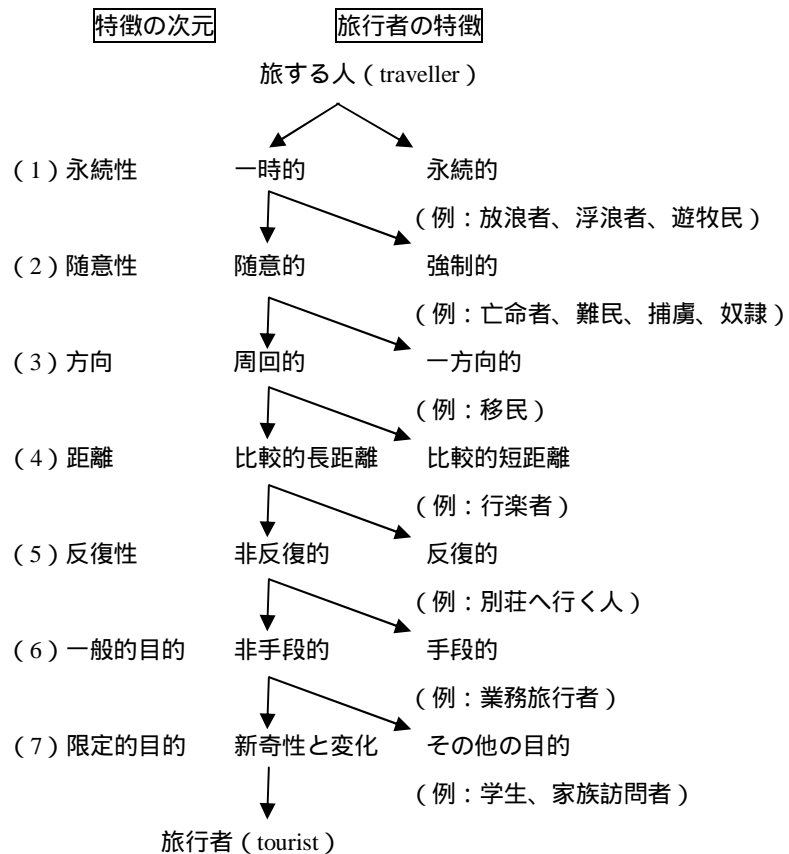 特徴の次元 旅行者の特徴
旅する人（traveller）
（1）永続性 一時的 永続的
（例：放浪者、浮浪者、遊牧民）
（2）随意性 随意的 強制的
（例：亡命者、難民、捕虜、奴隷）
（3）方向 周回的 一方向的
（例：移民）
（4）距離 比較的長距離 比較的短距離
（例：行楽者）
（5）反復性 非反復的 反復的
（例：別荘へ行く人）
（6）一般的目的 非手段的 手段的
（例：業務旅行者）
（7）限定的目的 新奇性と変化 その他の目的
（例：学生、家族訪問者）
旅行者（tourist）